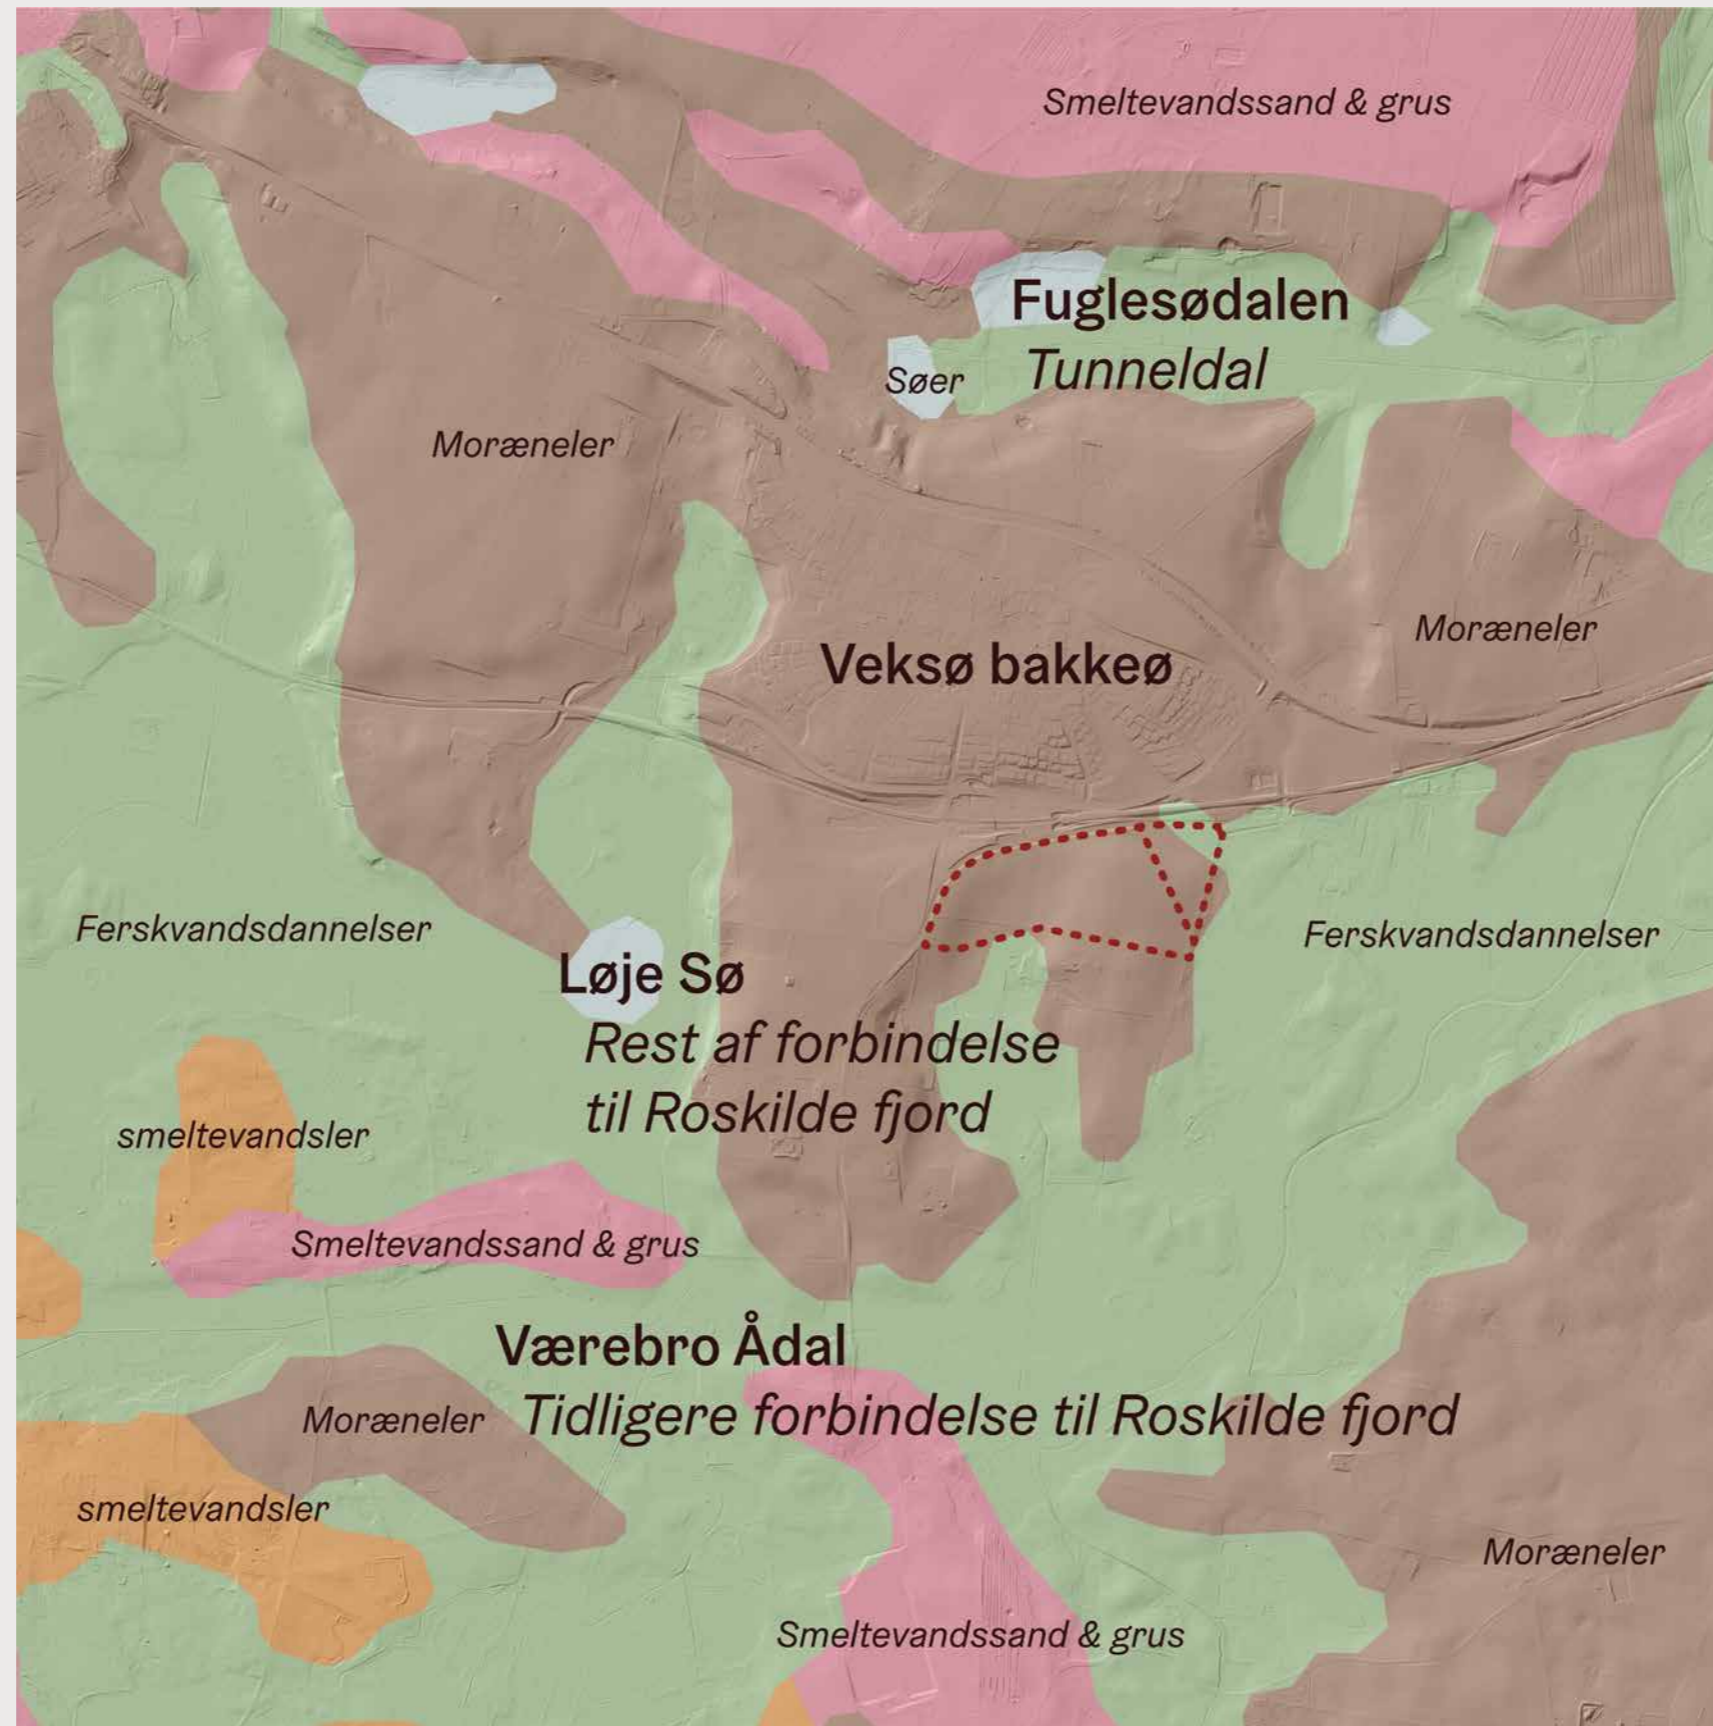 Smeltevandssand & grus
Fuglesødalen
Tunneldal
Søer
Moræneler
Moræneler
Veksø bakkeø
Ferskvandsdannelser
Ferskvandsdannelser
Løje Sø
Rest af forbindelse
til Roskilde fjord
smeltevandsler
Smeltevandssand & grus
Værebro Ådal
Moræneler
Tidligere forbindelse til Roskilde fjord
smeltevandsler
Moræneler
Smeltevandssand & grus